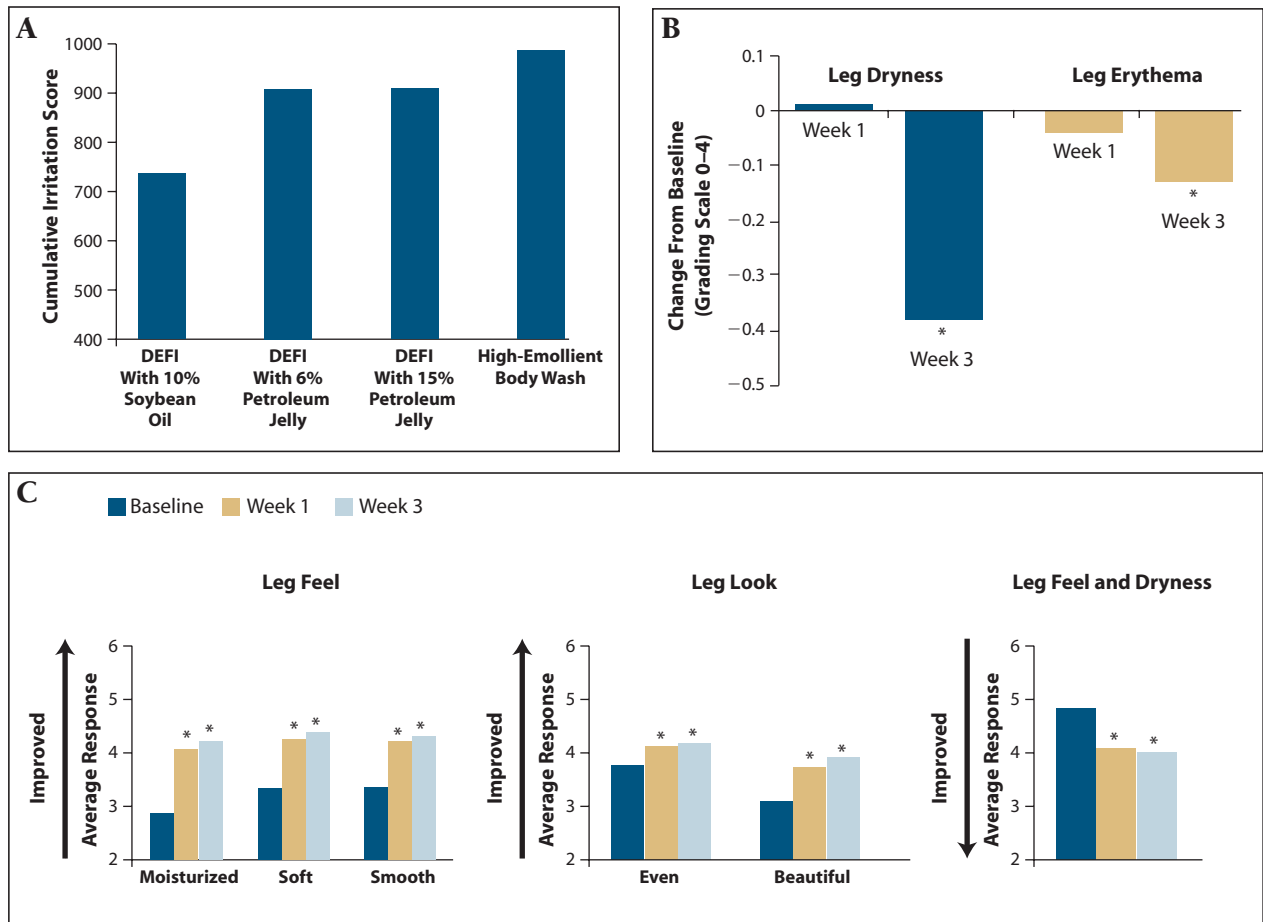 A
Cumulative Irritation Score
1000
900
800
700
600
500
400
DEFI
With 10%
Soybean
Oil
DEFI
With 6%
Petroleum
Jelly
DEFI
With 15%
Petroleum
Jelly
High-Emollient
Body Wash
B
Change From Baseline
(Grading Scale 0–4)
0.1
0
−0.1
−0.2
−0.3
−0.4
−0.5
Leg Dryness
Leg Erythema
Week 1
*
Week 3
Week 1
*
Week 3
C
Baseline
Week 1
Week 3
Leg Feel
Improved
Average Response
6
5
4
3
2
* *
* *
* *
Moisturized
Soft
Smooth
Leg Look
Improved
Average Response
6
5
4
3
2
* *
* *
Even
Beautiful
Leg Feel and Dryness
Improved
Average Response
6
5
4
3
2
* *